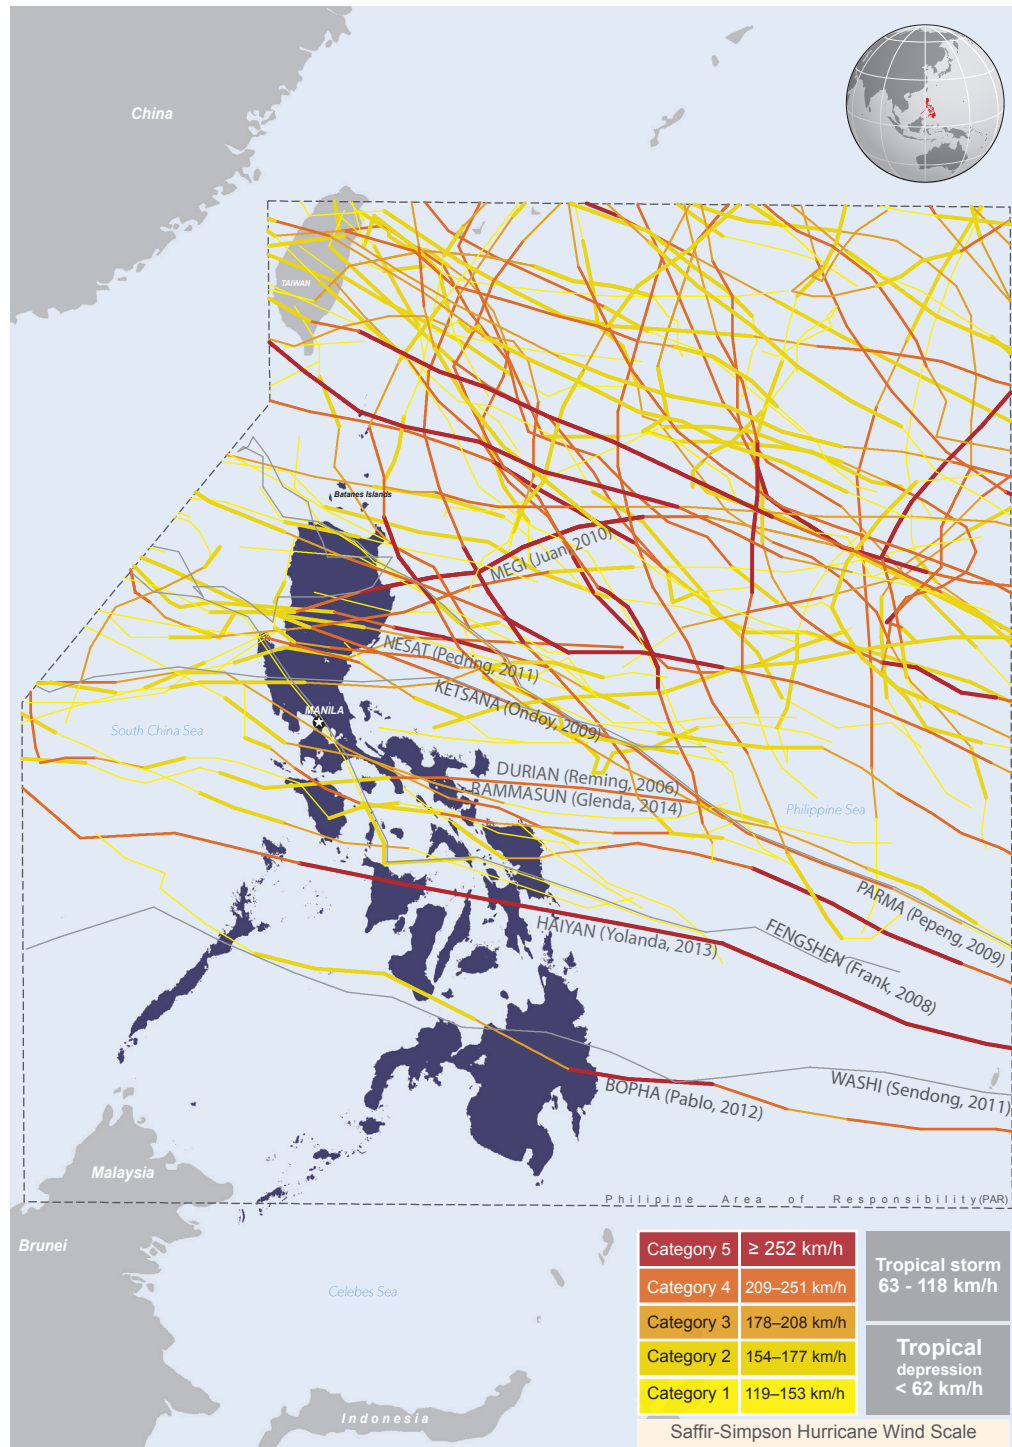 China
TAIWAN
Batanes Islands
MEGI (Juan, 2010)
NESAT (Pedring, 2011)
KETSANA (Ondoy, 2009)
MANILA
South China Sea
DURIAN (Reming, 2006)
RAMMASUN (Glenda, 2014)
Philippine Sea
PARMA (Pepeng, 2009)
HAIYAN (Yolanda, 2013)
FENGSHEN (Frank, 2008)
WASHI (Sendong, 2011)
BOPHA (Pablo, 2012)
Malaysia
Philipine Area of Responsibility (PAR)
Brunei
Celebes Sea
Indonesia
Category 5 ≥ 252 km/h
Category 4 209–251 km/h
Category 3 178–208 km/h
Category 2 154–177 km/h
Category 1 119–153 km/h
Tropical storm
63 - 118 km/h
Tropical
depression
< 62 km/h
Saffir-Simpson Hurricane Wind Scale